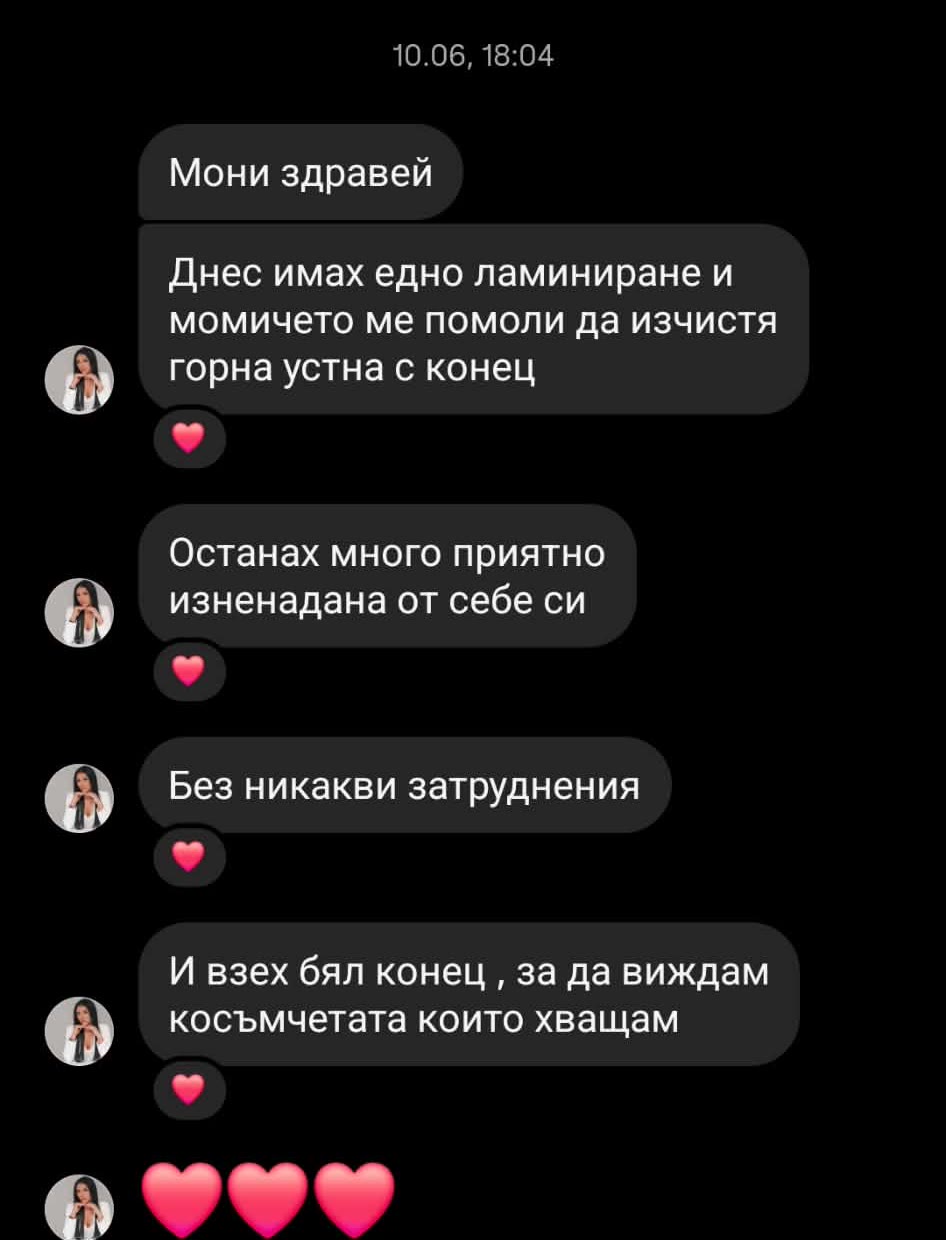 10.06, 18:04
Мони здравей
Днес имах едно ламиниране и
момичето ме помоли да изчистя
горна устна с конец
Останах много приятно
изненадана от себе си
Без никакви затруднения
И взех бял конец , за да виждам
косъмчетата които хващам